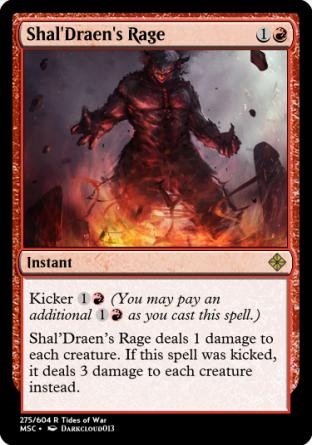 Shal'Draen's Rage 1
Instant
Kicker 1 (You may pay an
additional 1 as you cast this spell.)
Shal'Draen's Rage deals 1 damage to
each creature. If this spell was kicked,
it deals 3 damage to each creature
instead.
275/604 R Tides of War
MSC • Darkcloud013